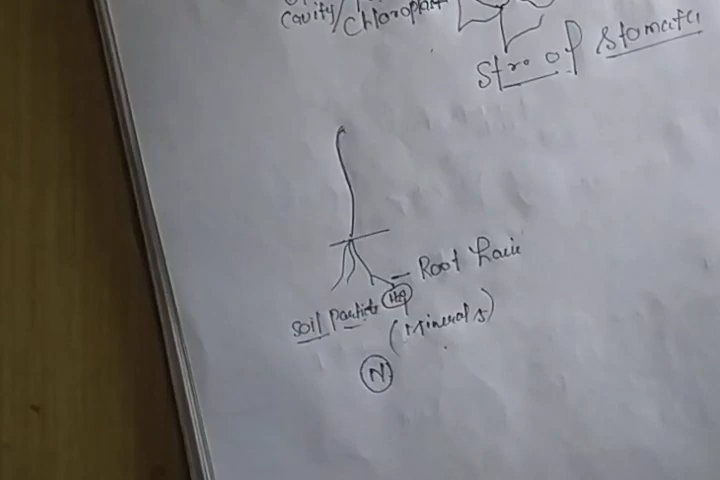 Cavity/Chloroplast
Str. of Stomata
Root hair
Soil Particle
(Minerals)
N